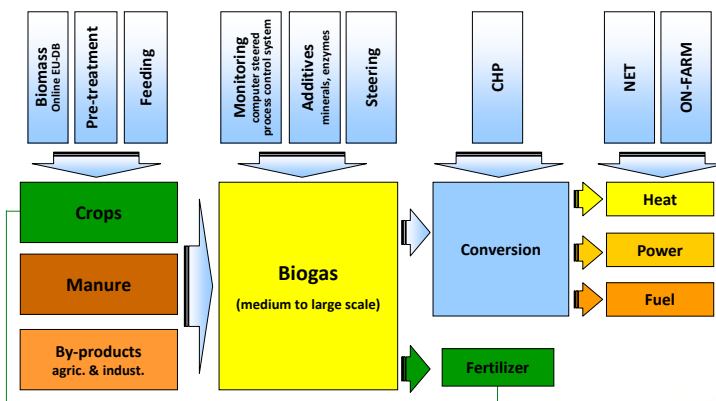 Biomass
Online EU-DB
Pre-treatment
Feeding
Monitoring
computer steered
process control system
Additives
minerals, enzymes
Steering
CHP
NET
ON-FARM
Crops
Manure
By-products
agric. & indust.
Biogas
(medium to large scale)
Conversion
Heat
Power
Fuel
Fertilizer